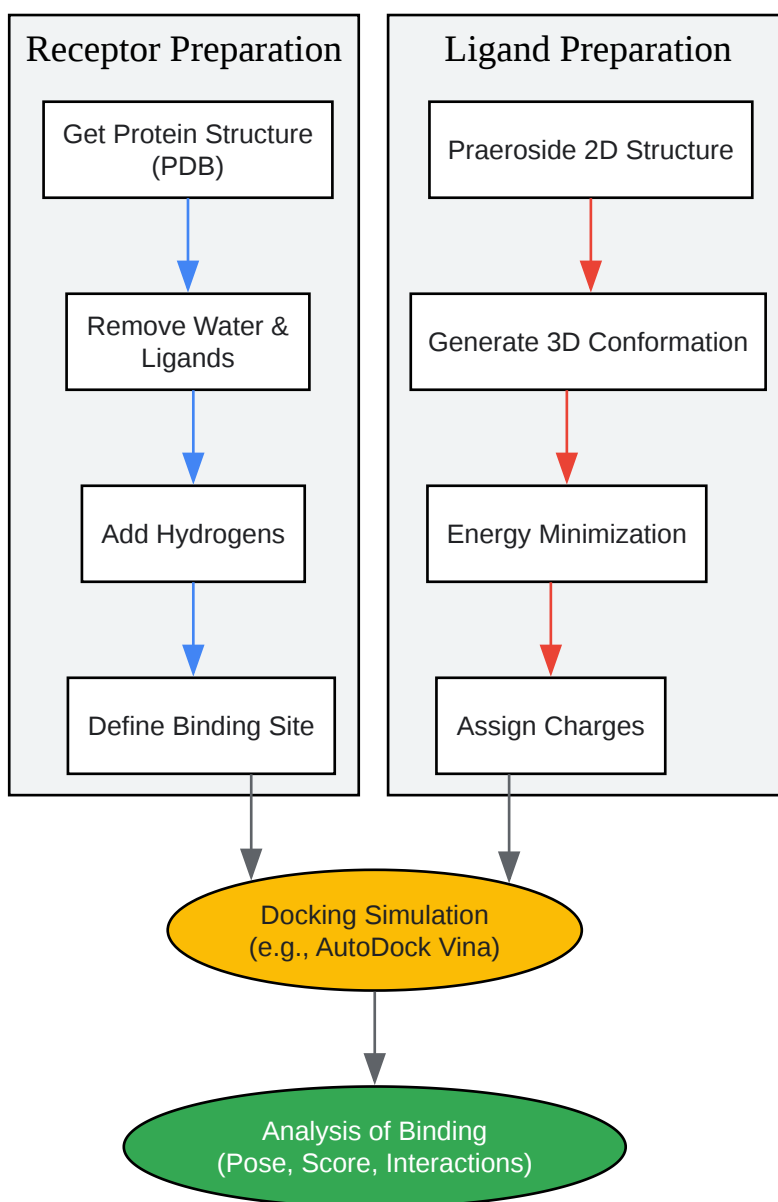 Receptor Preparation
Get Protein Structure
(PDB)
Remove Water &
Ligands
Add Hydrogens
Define Binding Site
Ligand Preparation
Praeroside 2D Structure
Generate 3D Conformation
Energy Minimization
Assign Charges
Docking Simulation
(e.g., AutoDock Vina)
Analysis of Binding
(Pose, Score, Interactions)